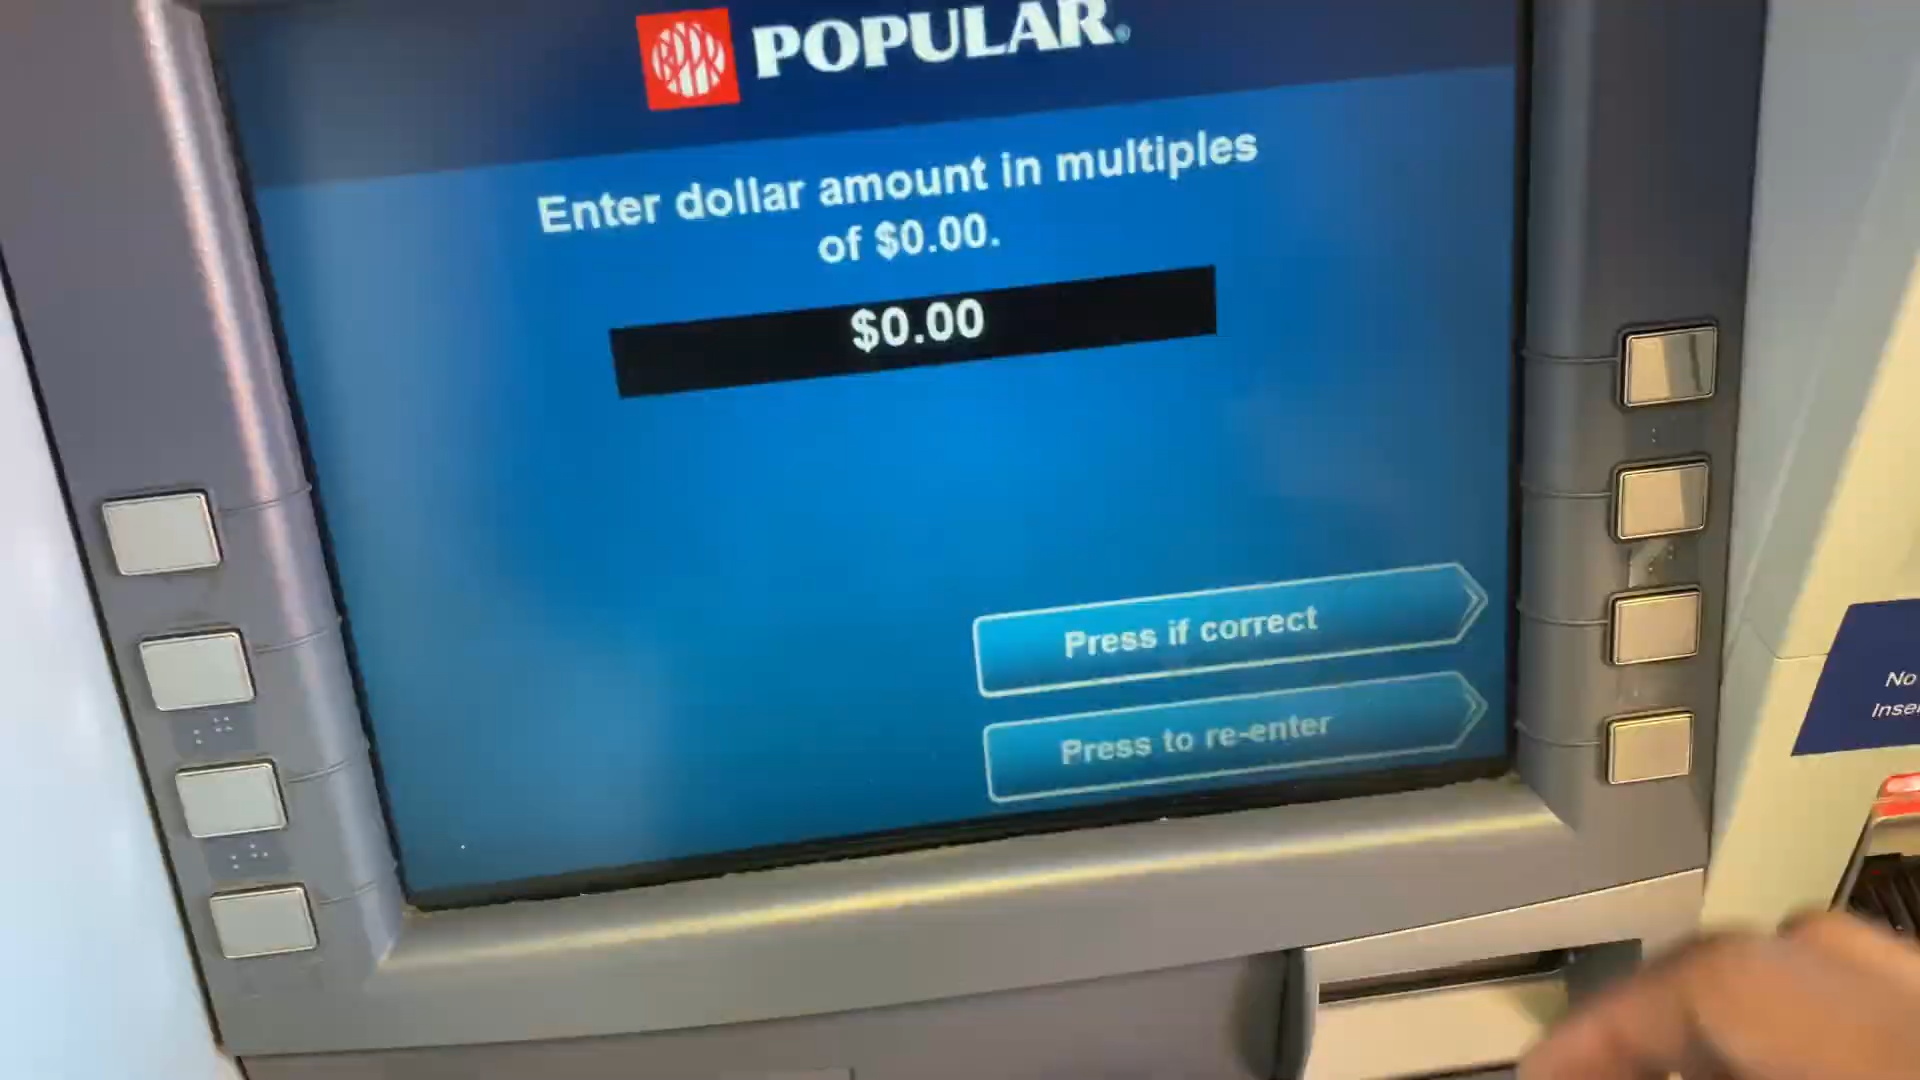 POPULAR®
Enter dollar amount in multiples
of $0.00.
$0.00
Press if correct
Press to re-enter
No